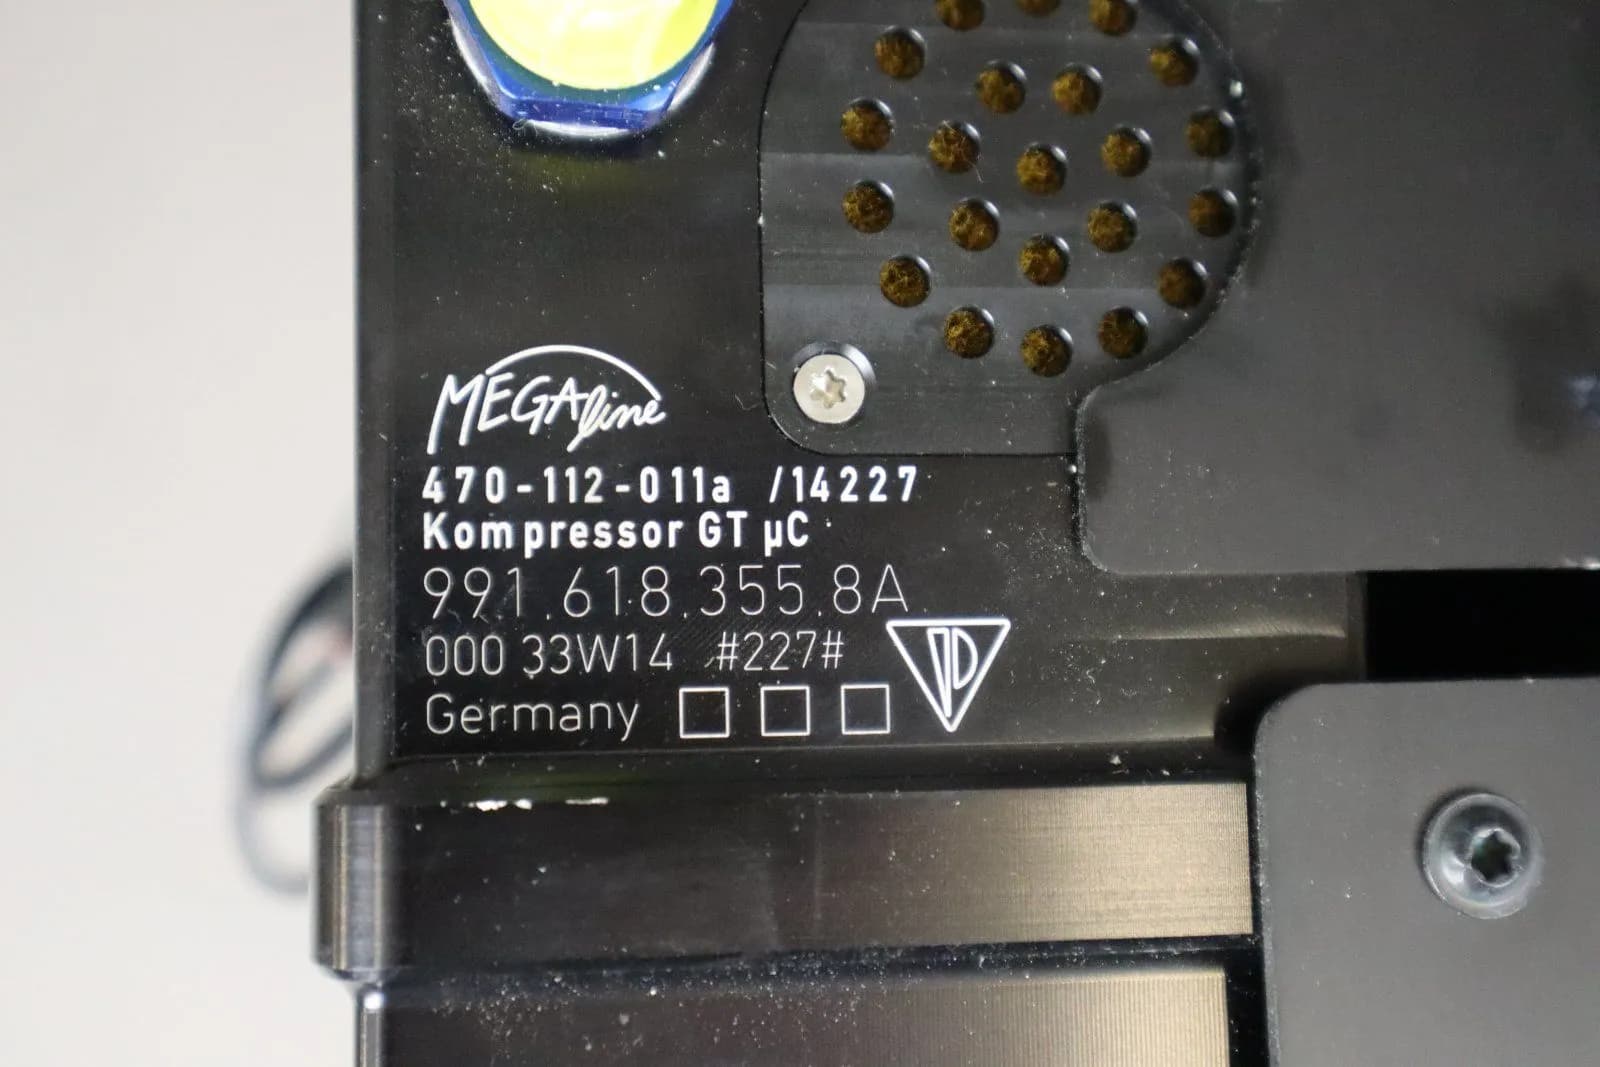 MEGAline
470-112-011a /14227
Kompressor GT µC
991.618.355.8A
000 33W14 #227#
Germany